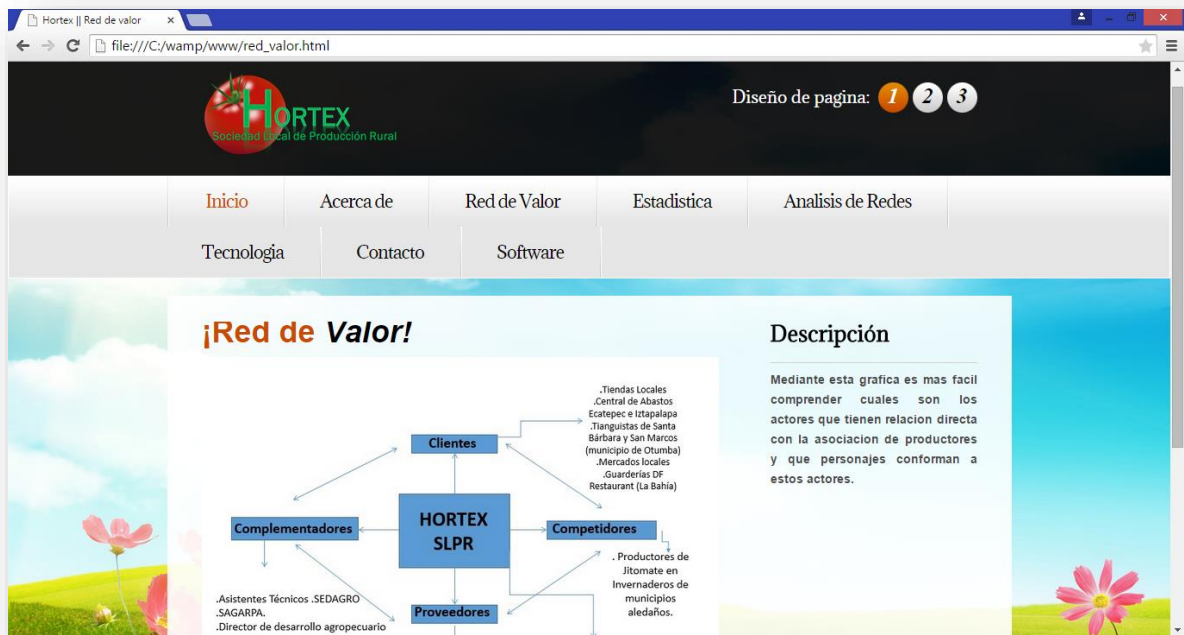 Hortex || Red de valor
file:///C:/wamp/www/red_valor.html
HORTEX
Sociedad Local de Producción Rural
Diseño de pagina: 1 2 3
Inicio
Acerca de
Red de Valor
Estadistica
Analisis de Redes
Tecnologia
Contacto
Software
¡Red de Valor!
.Tiendas Locales
.Central de Abastos
Ecatepec e Iztapalapa
.Tianguistas de Santa
Bárbara y San Marcos
(municipio de Otumba)
.Mercados locales
.Guarderías DF
Restaurant (La Bahía)
Clientes
Complementadores
HORTEX
SLPR
Competidores
. Productores de
Jitomate en
Invernaderos de
municipios
aledaños.
.Asistentes Técnicos .SEDAGRO
.SAGARPA.
.Director de desarrollo agropecuario
Proveedores
Descripción
Mediante esta grafica es mas facil
comprender cuales son los
actores que tienen relacion directa
con la asociacion de productores
y que personajes conforman a
estos actores.